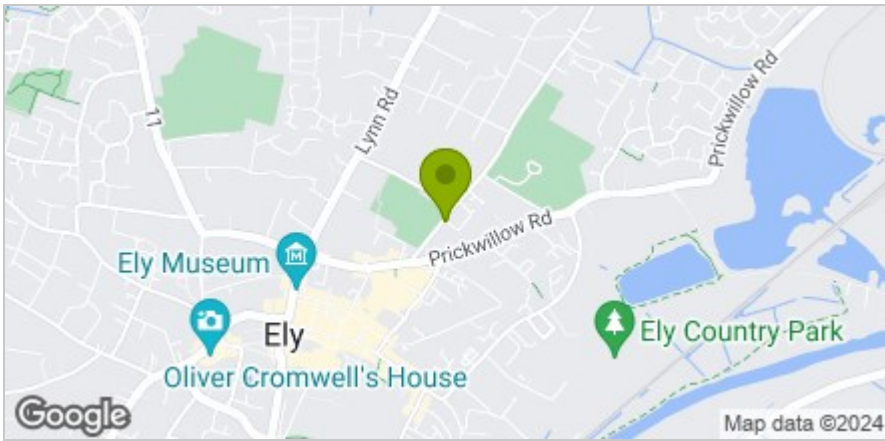 Lynn Rd
11
Prickwillow Rd
Prickwillow Rd
Ely Museum
M
Ely
Ely Country Park
Oliver Cromwell's House
Google
Map data ©2024